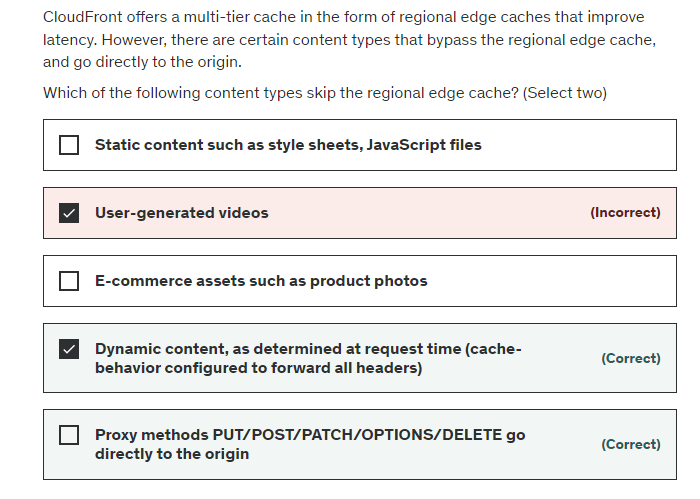 CloudFront offers a multi-tier cache in the form of regional edge caches that improve
latency. However, there are certain content types that bypass the regional edge cache,
and go directly to the origin.
Which of the following content types skip the regional edge cache? (Select two)
Static content such as style sheets, JavaScript files
User-generated videos (Incorrect)
E-commerce assets such as product photos
Dynamic content, as determined at request time (cache-
behavior configured to forward all headers) (Correct)
Proxy methods PUT/POST/PATCH/OPTIONS/DELETE go
directly to the origin (Correct)